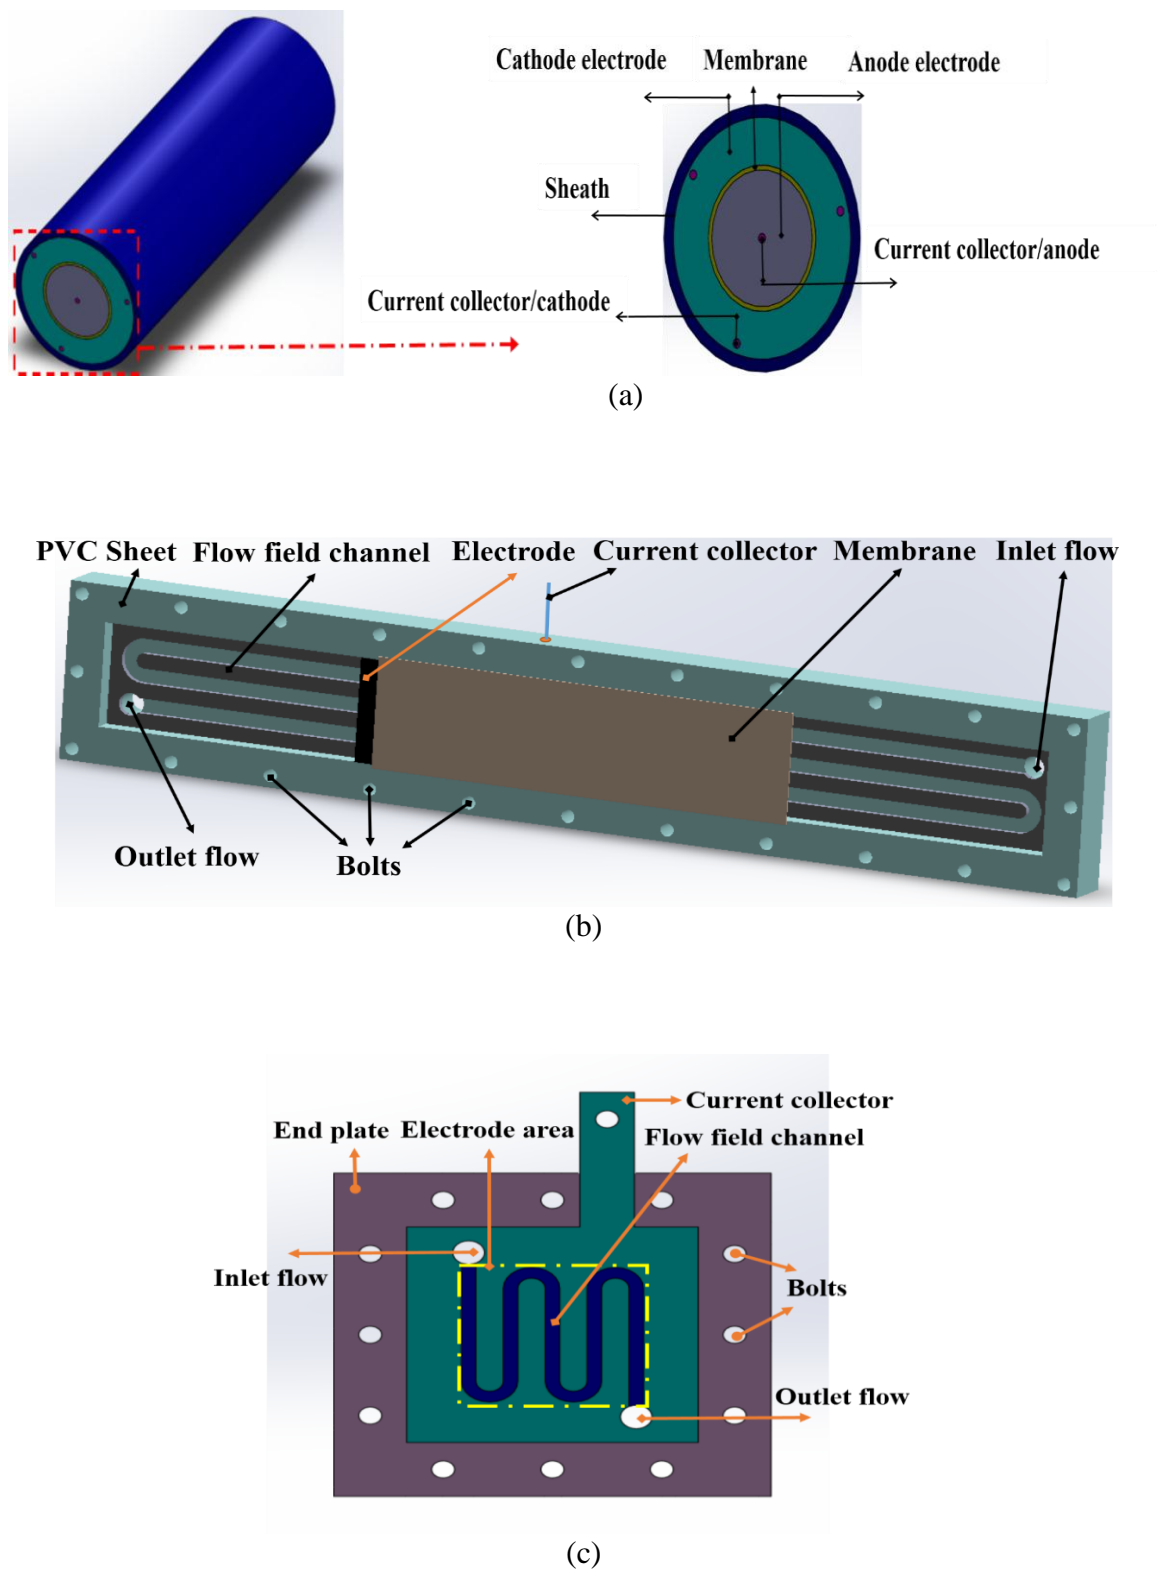 Cathode electrode Membrane Anode electrode
Sheath
Current collector/anode
Current collector/cathode
(a)
PVC Sheet Flow field channel Electrode Current collector Membrane Inlet flow
Outlet flow
Bolts
(b)
Current collector
End plate Electrode area Flow field channel
Inlet flow
Bolts
Outlet flow
(c)